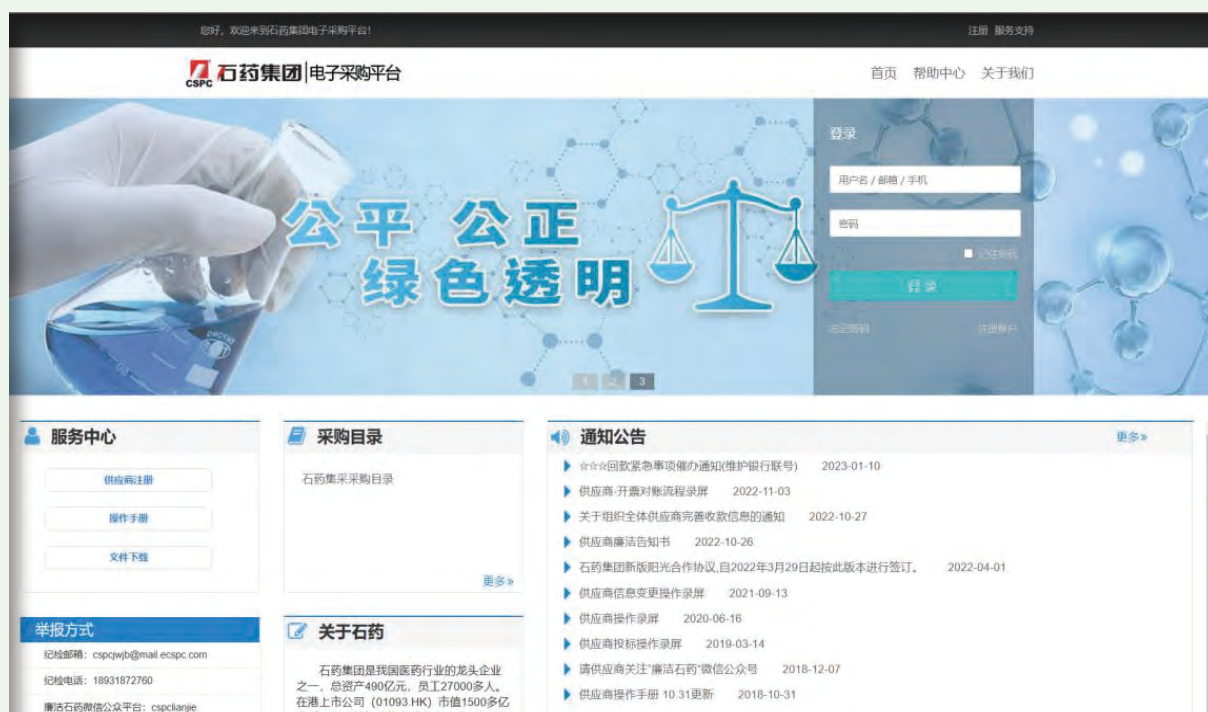 您好，欢迎来到石药集团电子采购平台!
注册 服务支持
CSPC 石药集团|电子采购平台
首页 帮助中心 关于我们
公平 公正
绿色透明
登录
用户名 / 邮箱 / 手机
密码
记住密码
登录
忘记密码 注册账户
1 2 3
服务中心
供应商注册
操作手册
文件下载
采购目录
石药集采采购目录
更多»
通知公告
更多»
☆☆☆回款紧急事项催办通知(维护银行联号) 2023-01-10
供应商-开票对账流程录屏 2022-11-03
关于组织全体供应商完善收款信息的通知 2022-10-27
供应商廉洁告知书 2022-10-26
石药集团新版阳光合作协议,自2022年3月29日起按此版本进行签订。 2022-04-01
供应商信息变更操作录屏 2021-09-13
供应商操作录屏 2020-06-16
供应商投标操作录屏 2019-03-14
请供应商关注"廉洁石药"微信公众号 2018-12-07
供应商操作手册 10.31更新 2018-10-31
举报方式
纪检邮箱：cspcjwjb@mail.ecspc.com
纪检电话：18931872760
廉洁石药微信公众平台：cspclianjie
关于石药
石药集团是我国医药行业的龙头企业
之一，总资产490亿元，员工27000多人。
在港上市公司 (01093.HK) 市值1500多亿